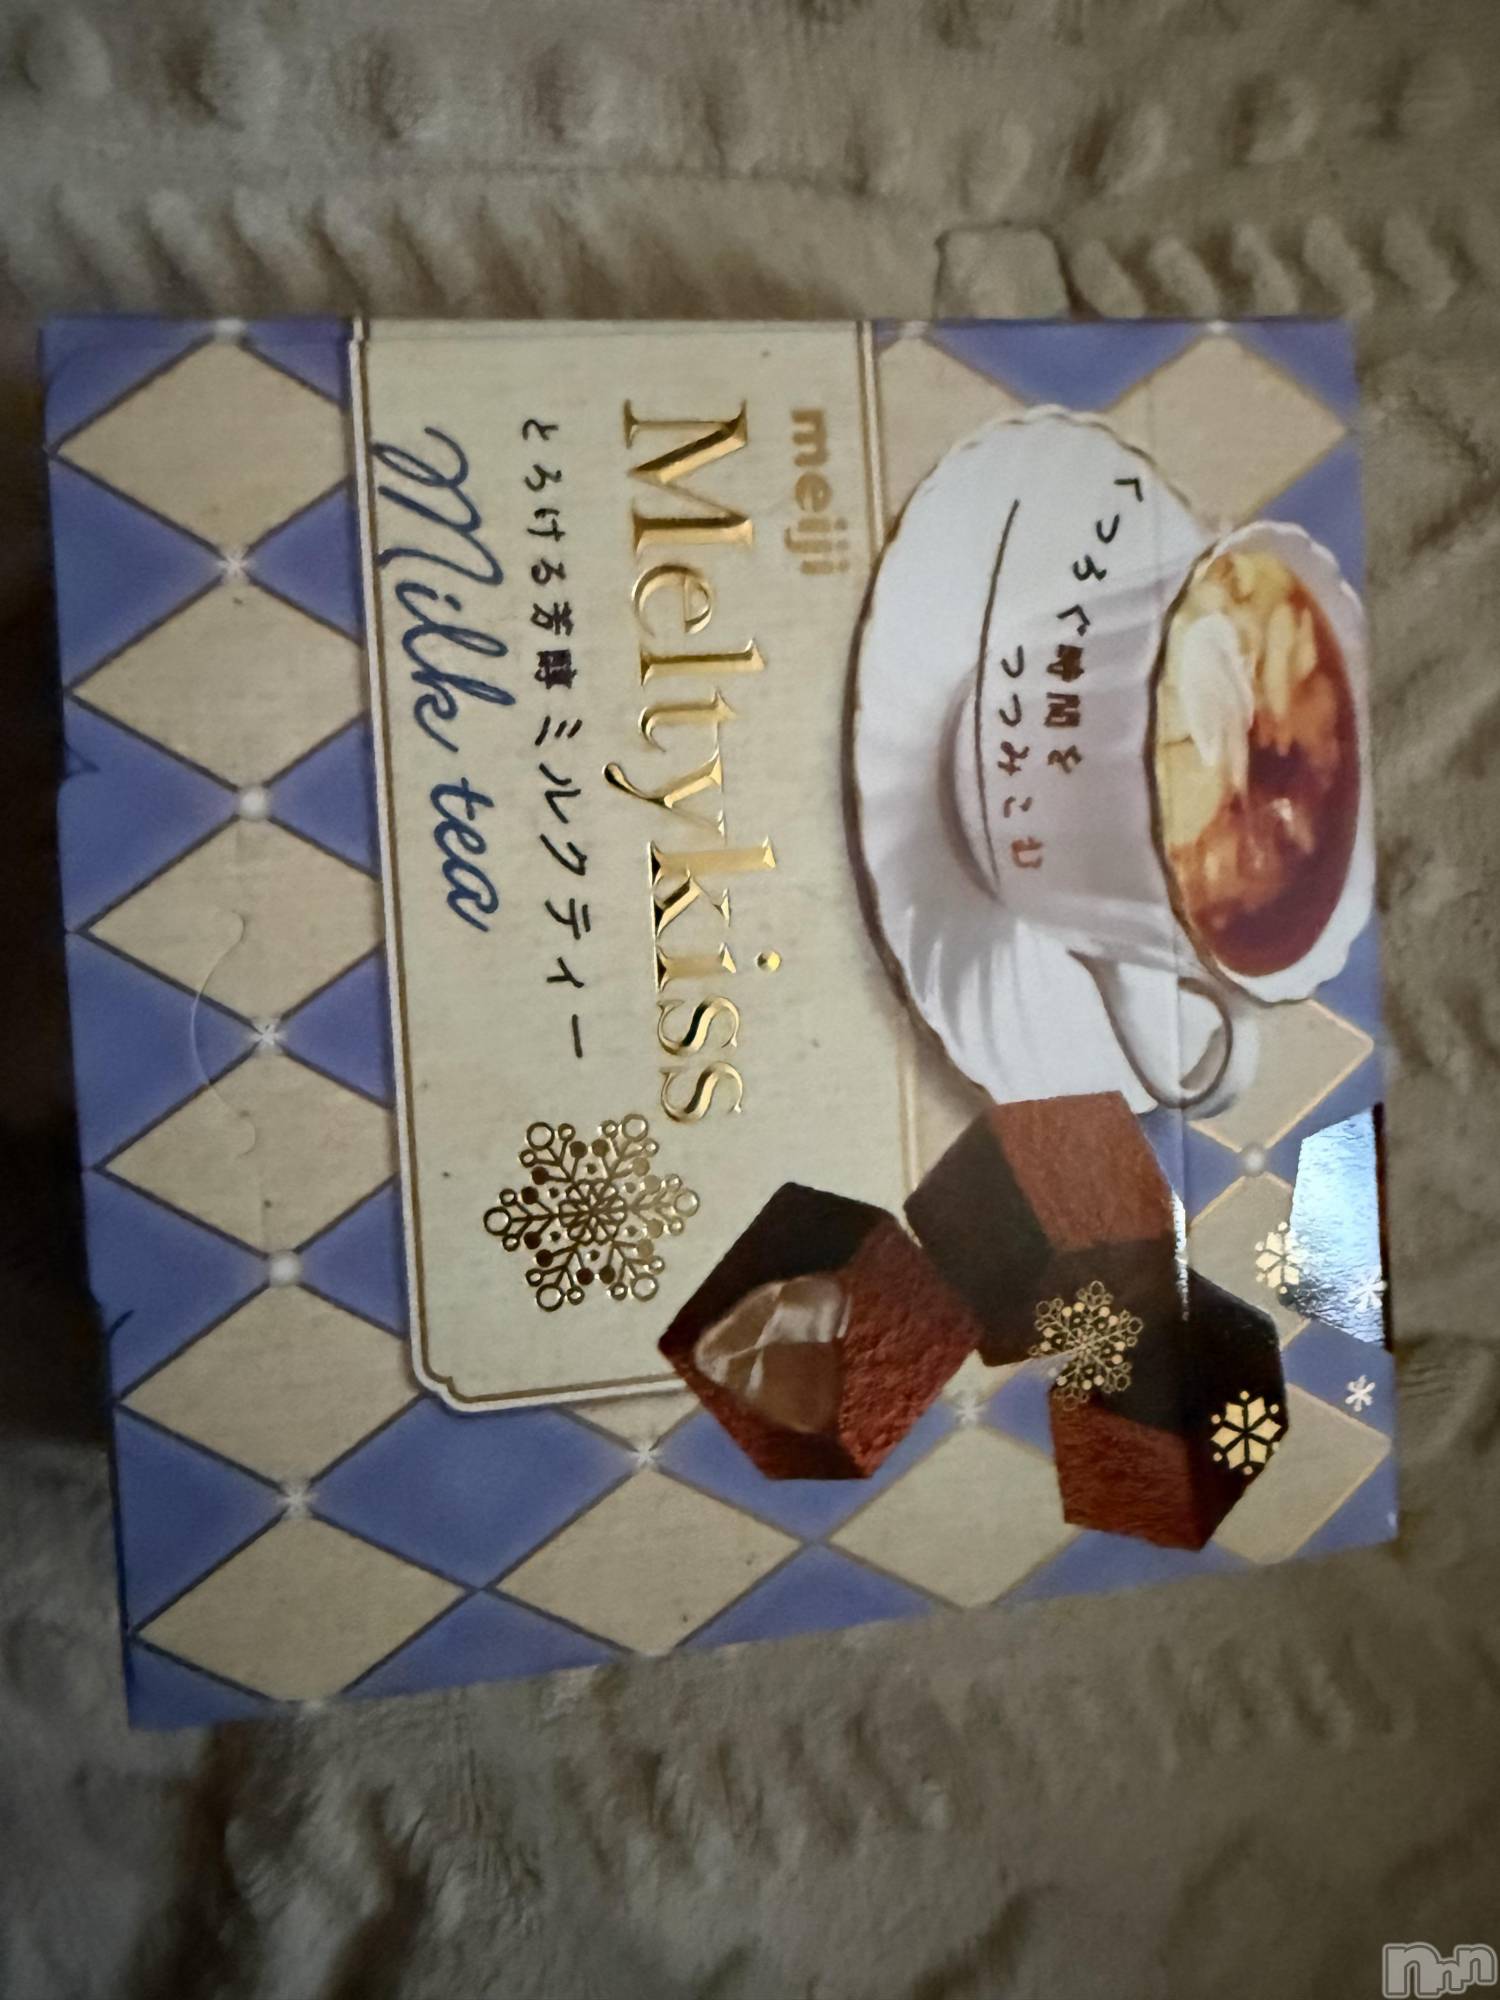 meiji
Meltykiss
とろける芳醇ミルクティー
Milk tea
くつろぐ時間を
つつみこむ
nnn